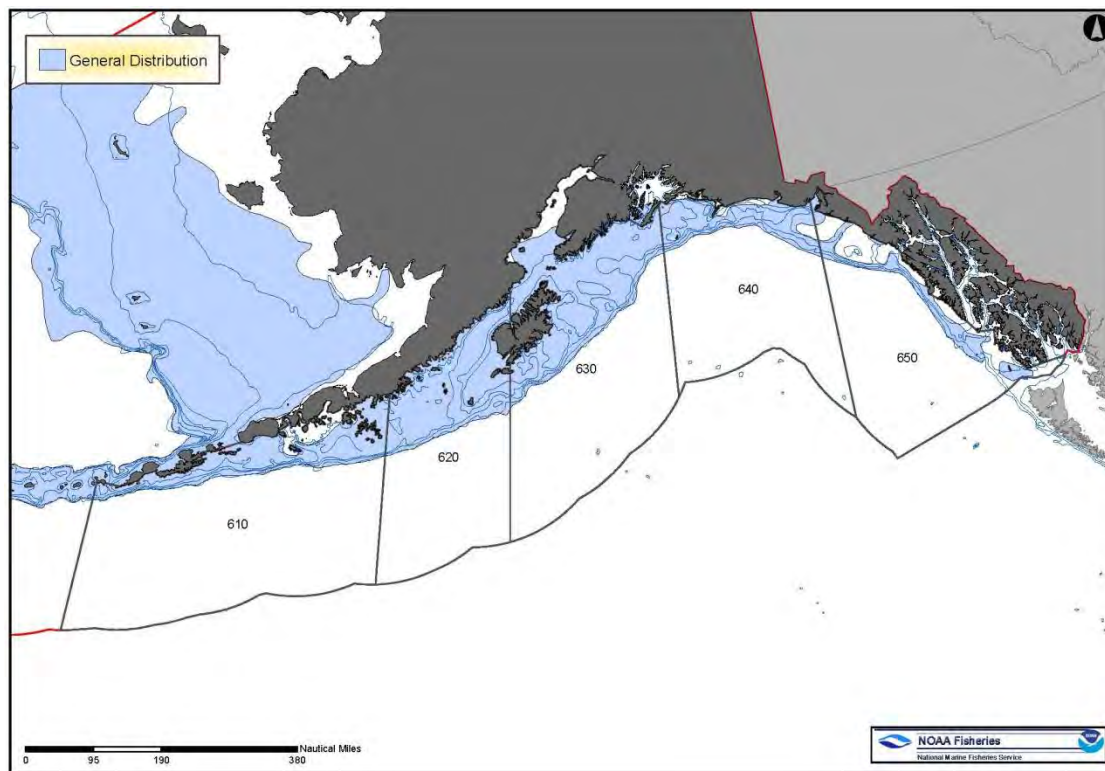 General Distribution
640
650
630
620
610
Nautical Miles
0 95 190 380
NOAA Fisheries
National Marine Fisheries Service